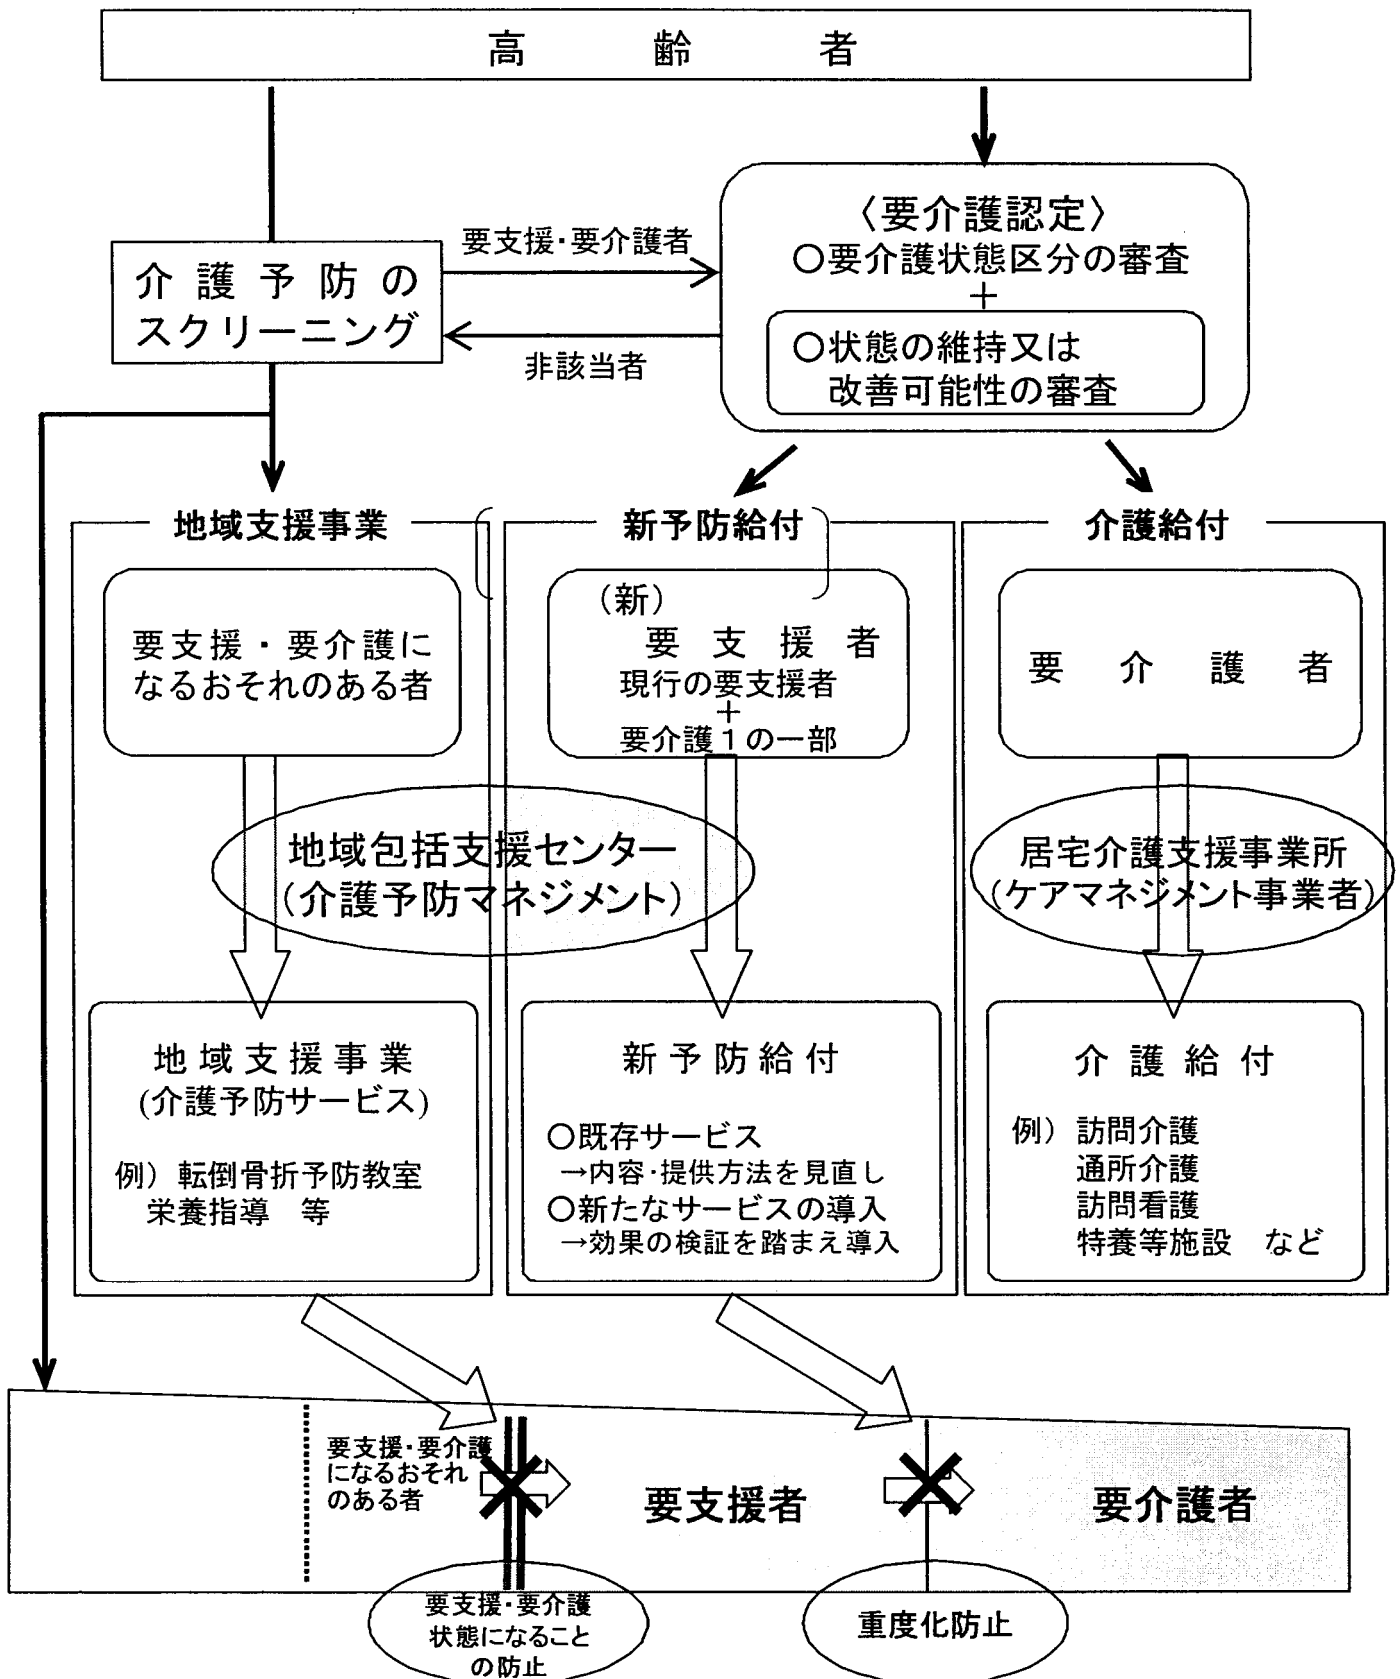 高齢者
〈要介護認定〉
○要介護状態区分の審査
＋
○状態の維持又は
改善可能性の審査
要支援・要介護者
非該当者
介護予防の
スクリーニング
地域支援事業
要支援・要介護に
なるおそれのある者
新予防給付
（新）
要支援者
現行の要支援者
＋
要介護１の一部
介護給付
要介護者
地域包括支援センター
（介護予防マネジメント）
居宅介護支援事業所
（ケアマネジメント事業者）
地域支援事業
(介護予防サービス)
例）転倒骨折予防教室
栄養指導　等
新予防給付
○既存サービス
→内容・提供方法を見直し
○新たなサービスの導入
→効果の検証を踏まえ導入
介護給付
例）訪問介護
通所介護
訪問看護
特養等施設　など
要支援・要介護
になるおそれ
のある者
要支援者
要介護者
要支援・要介護
状態になること
の防止
重度化防止